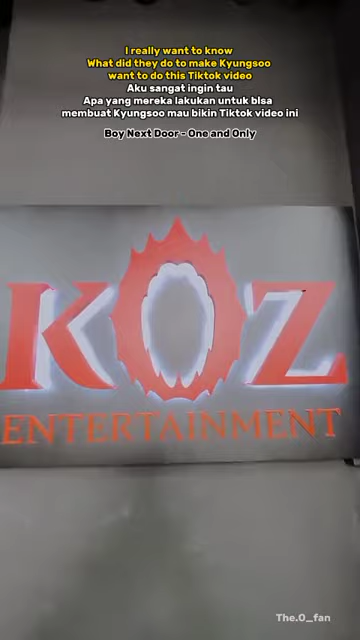 I really want to know
What did they do to make Kyungsoo
want to do this Tiktok video
Aku sangat ingin tau
Apa yang mereka lakukan untuk bisa
membuat Kyungsoo mau bikin Tiktok video ini
Boy Next Door - One and Only
KOZ
ENTERTAINMENT
The.O_fan